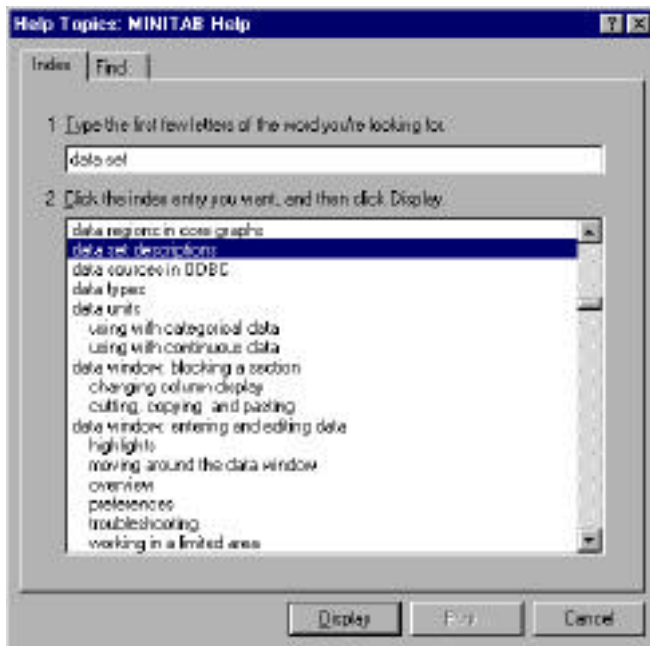 Help Topics: MINITAB Help
Index Find
1 Type the first few letters of the word you're looking for.
data set
2 Click the index entry you want, and then click Display.
data regions in core graphs
data set descriptions
data sources in ODBC
data types
data units
using with categorical data
using with continuous data
data window: blocking a section
changing column display
cutting, copying, and pasting
data window: entering and editing data
highlights
moving around the data window
overview
preferences
troubleshooting
working in a limited area
Display Print... Cancel